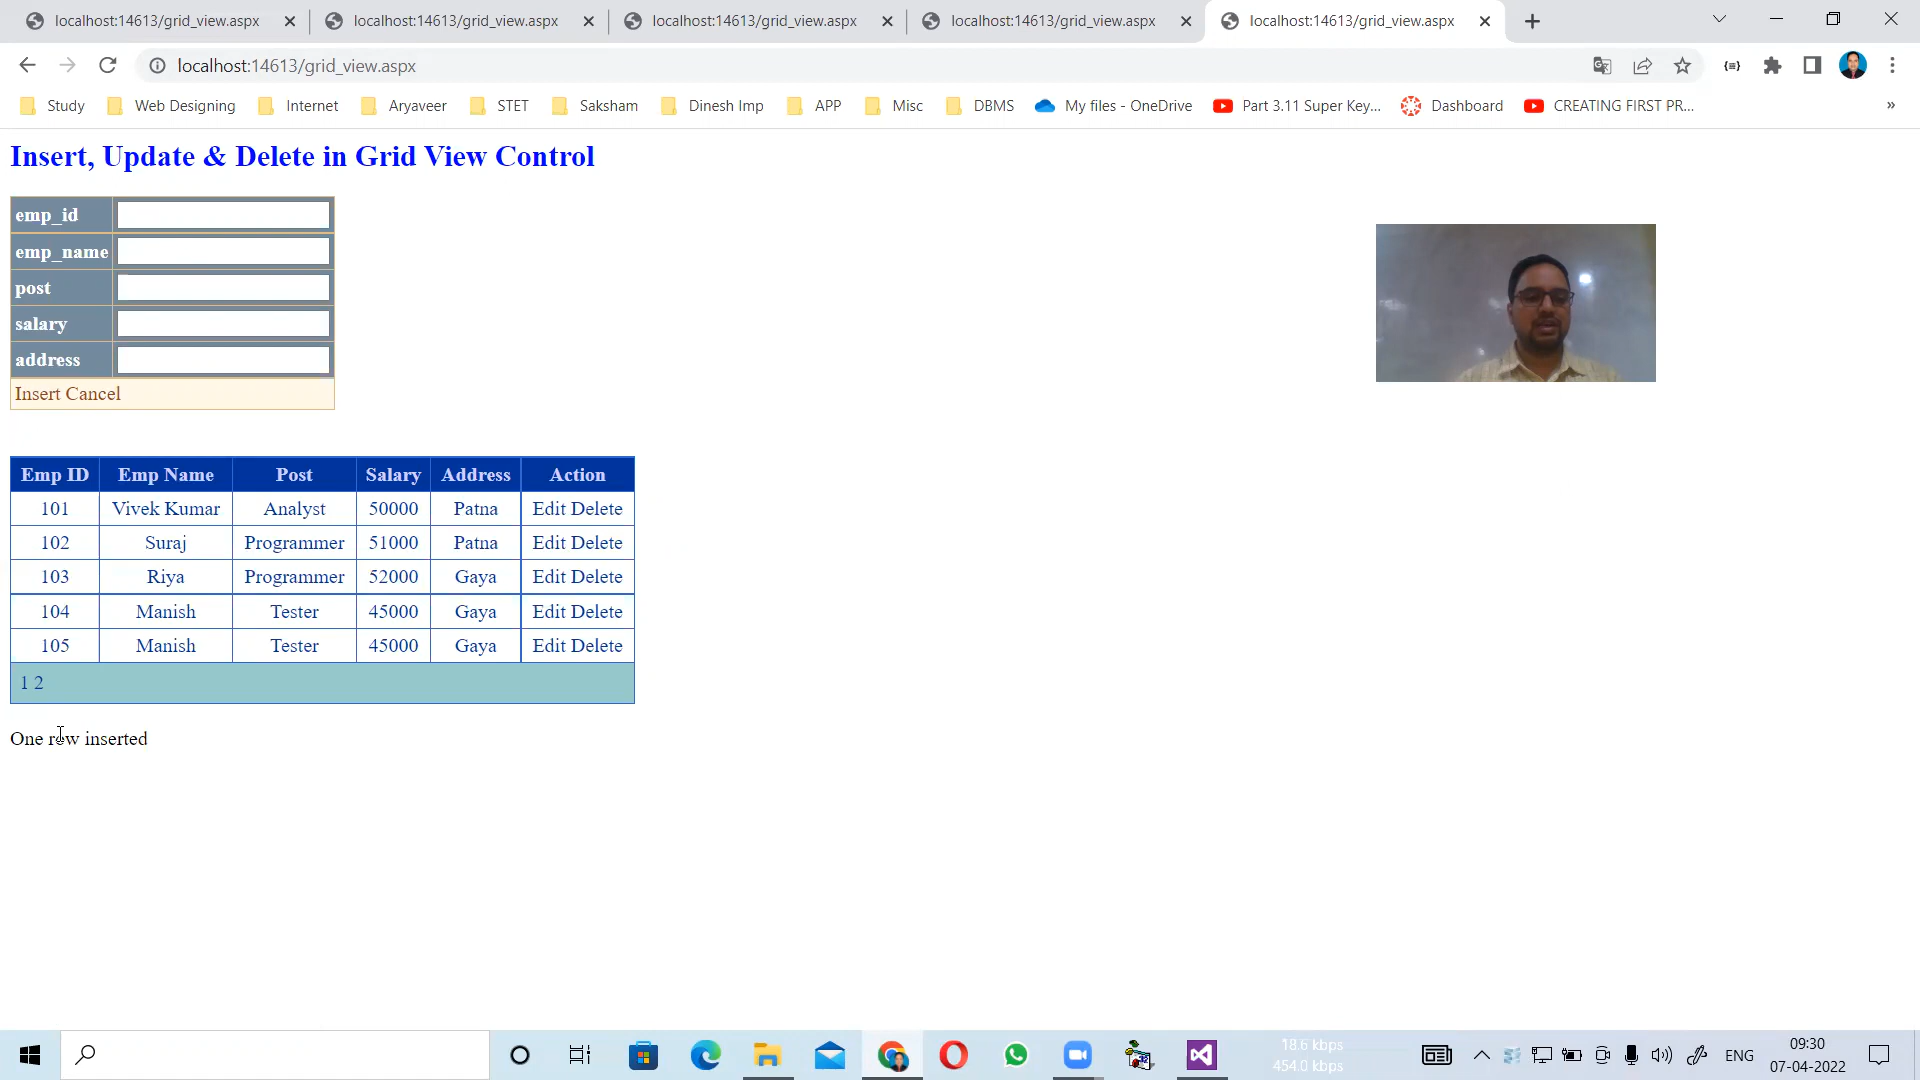 localhost:14613/grid_view.aspx localhost:14613/grid_view.aspx localhost:14613/grid_view.aspx localhost:14613/grid_view.aspx localhost:14613/grid_view.aspx
localhost:14613/grid_view.aspx
Study Web Designing Internet Aryaveer STET Saksham Dinesh Imp APP Misc DBMS My files - OneDrive Part 3.11 Super Key... Dashboard CREATING FIRST PR... »
Insert, Update & Delete in Grid View Control
emp_id
emp_name
post
salary
address
Insert Cancel
Emp ID Emp Name Post Salary Address Action
101 Vivek Kumar Analyst 50000 Patna Edit Delete
102 Suraj Programmer 51000 Patna Edit Delete
103 Riya Programmer 52000 Gaya Edit Delete
104 Manish Tester 45000 Gaya Edit Delete
105 Manish Tester 45000 Gaya Edit Delete
1 2
One row inserted
18.6 kbps
454.0 kbps
ENG
09:30
07-04-2022